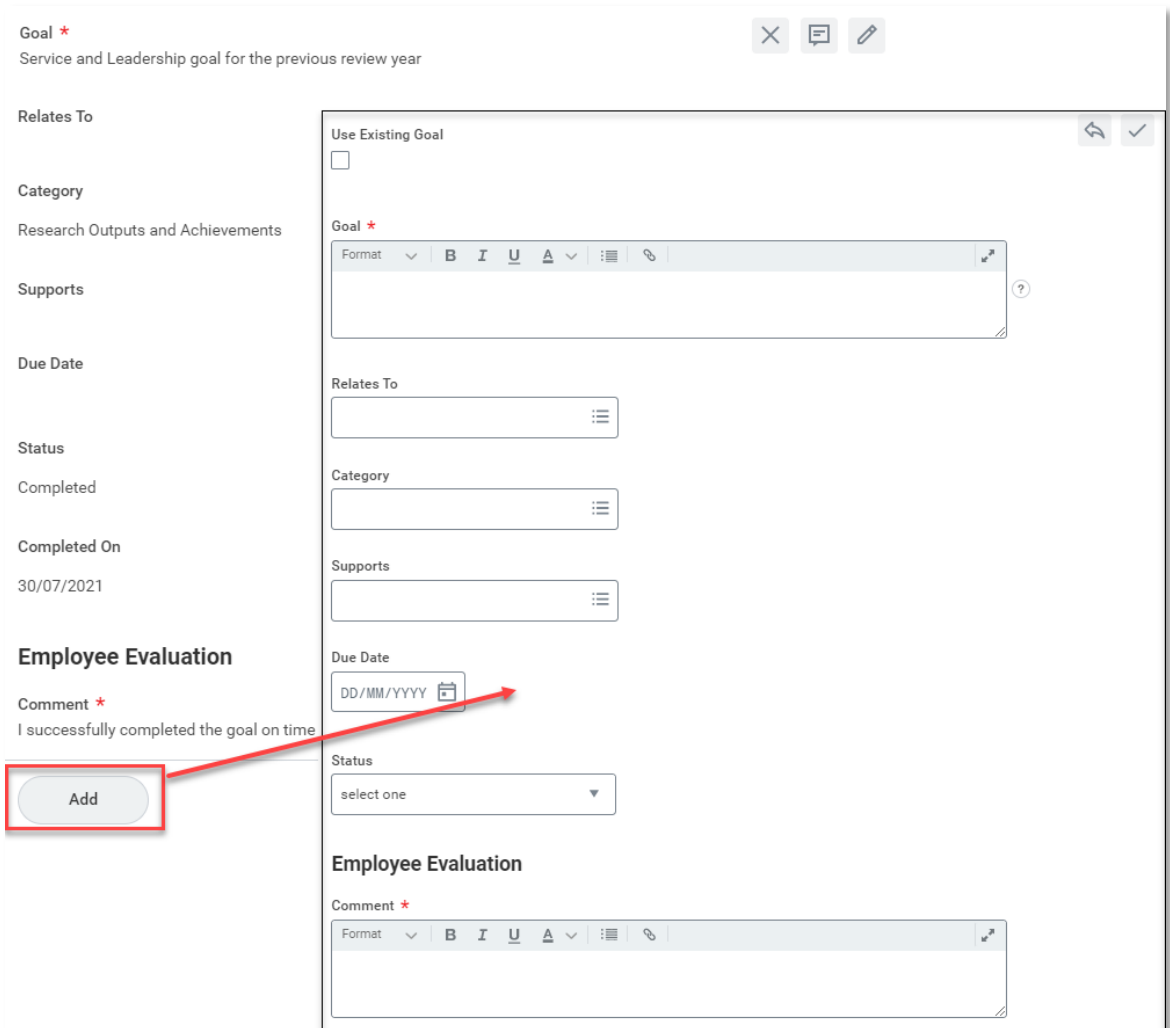 Goal *
Service and Leadership goal for the previous review year
Relates To
Category
Research Outputs and Achievements
Supports
Due Date
Status
Completed
Completed On
30/07/2021
Employee Evaluation
Comment *
I successfully completed the goal on time
Add
Use Existing Goal
Goal *
Format B I U A
?
Relates To
Category
Supports
Due Date
DD/MM/YYYY
Status
select one
Employee Evaluation
Comment *
Format B I U A